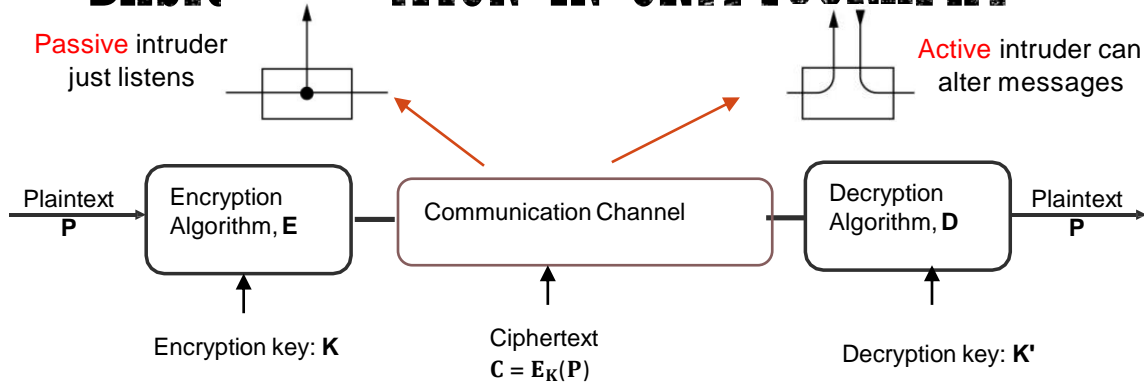 IN
Passive intruder
just listens
Active intruder can
alter messages
Plaintext
P
Encryption
Algorithm, E
Communication Channel
Decryption
Algorithm, D
Plaintext
P
Encryption key: K
Ciphertext
C = E_K(P)
Decryption key: K'